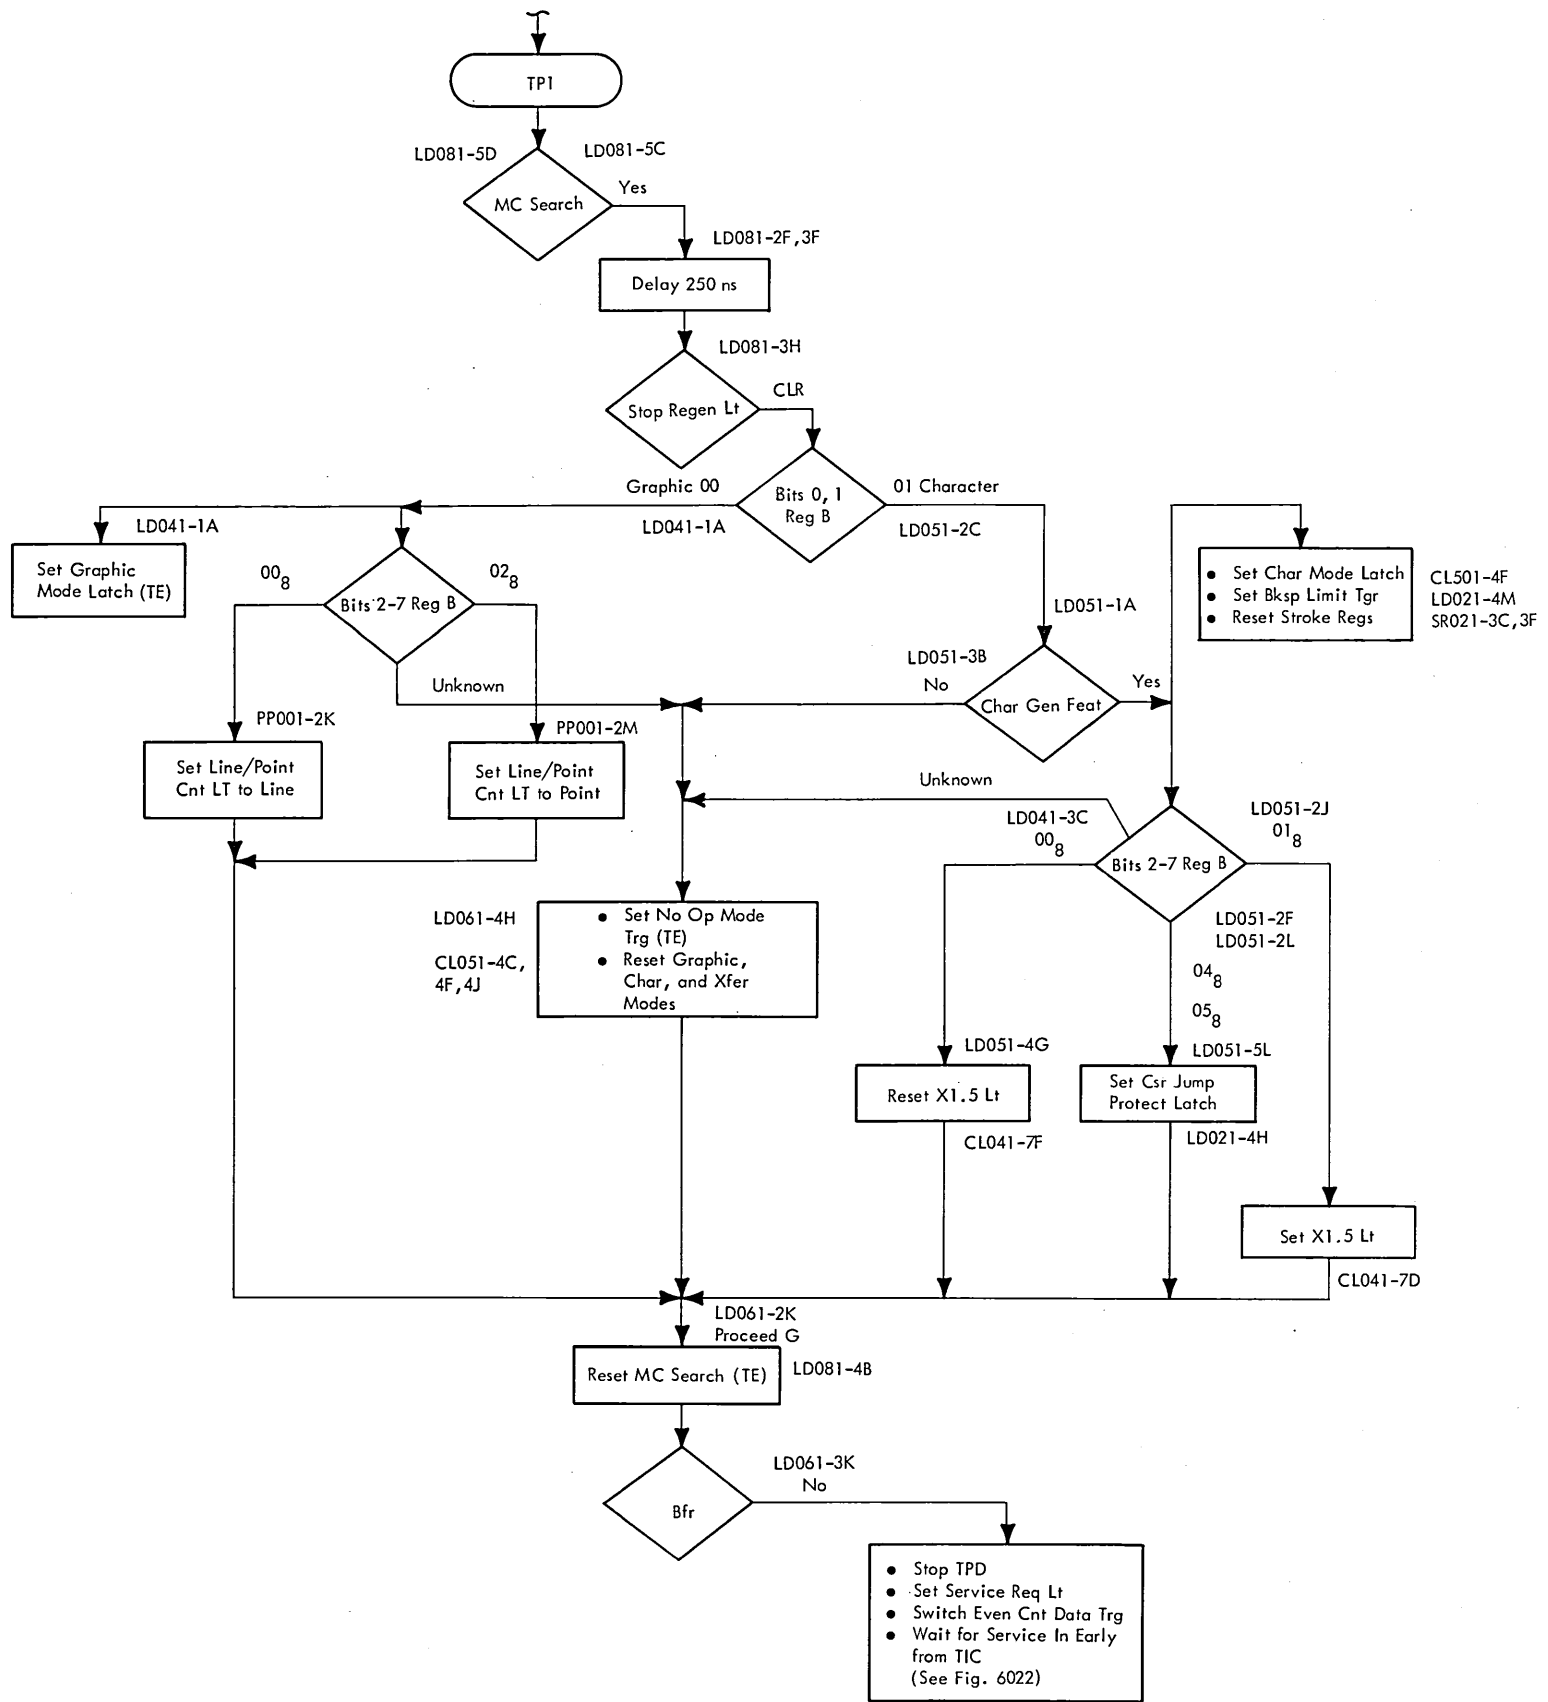 TP1
LD081-5D
LD081-5C
MC Search
Yes
LD081-2F,3F
Delay 250 ns
LD081-3H
Stop Regen Lt
CLR
Graphic 00
Bits 0, 1
Reg B
01 Character
LD041-1A
LD041-1A
LD051-2C
Set Graphic
Mode Latch (TE)
00₈
Bits 2-7 Reg B
02₈
• Set Char Mode Latch
• Set Bksp Limit Tgr
• Reset Stroke Regs
CL501-4F
LD021-4M
SR021-3C,3F
LD051-1A
LD051-3B
No
Char Gen Feat
Yes
Unknown
PP001-2K
PP001-2M
Set Line/Point
Cnt LT to Line
Set Line/Point
Cnt LT to Point
Unknown
LD041-3C
00₈
Bits 2-7 Reg B
LD051-2J
01₈
LD051-2F
LD051-2L
04₈
05₈
LD061-4H
CL051-4C,
4F,4J
• Set No Op Mode
Trg (TE)
• Reset Graphic,
Char, and Xfer
Modes
LD051-4G
Reset X1.5 Lt
CL041-7F
LD051-5L
Set Csr Jump
Protect Latch
LD021-4H
Set X1.5 Lt
CL041-7D
LD061-2K
Proceed G
Reset MC Search (TE)
LD081-4B
Bfr
LD061-3K
No
• Stop TPD
• Set Service Req Lt
• Switch Even Cnt Data Trg
• Wait for Service In Early
from TIC
(See Fig. 6022)